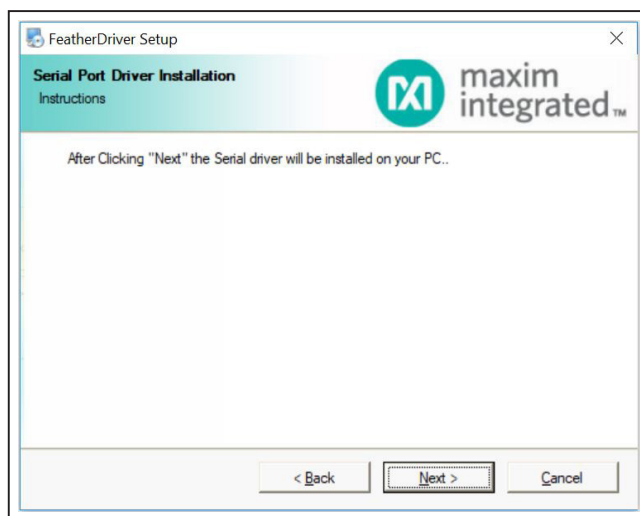 FeatherDriver Setup
Serial Port Driver Installation
Instructions
maxim
integrated™
After Clicking "Next" the Serial driver will be installed on your PC..
< Back
Next >
Cancel